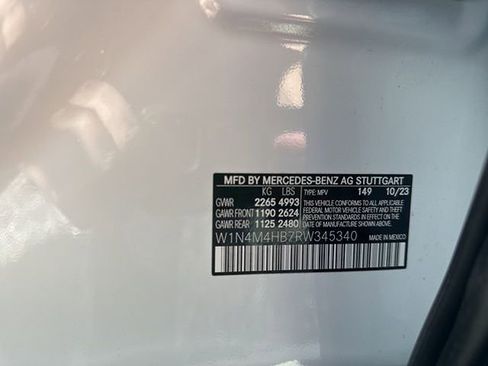 MFD BY MERCEDES-BENZ AG STUTTGART
KG LBS TYPE: MPV 149 10/23
GVWR 2265 4993
GAWR FRONT 1190 2624
GAWR REAR 1125 2480
THIS VEHICLE CONFORMS TO ALL APPLICABLE
FEDERAL MOTOR VEHICLE SAFETY AND THEFT
PREVENTION STANDARDS IN EFFECT ON THE
DATE OF MANUFACTURE SHOWN ABOVE.
W1N4M4HB7RW345340 MADE IN MEXICO